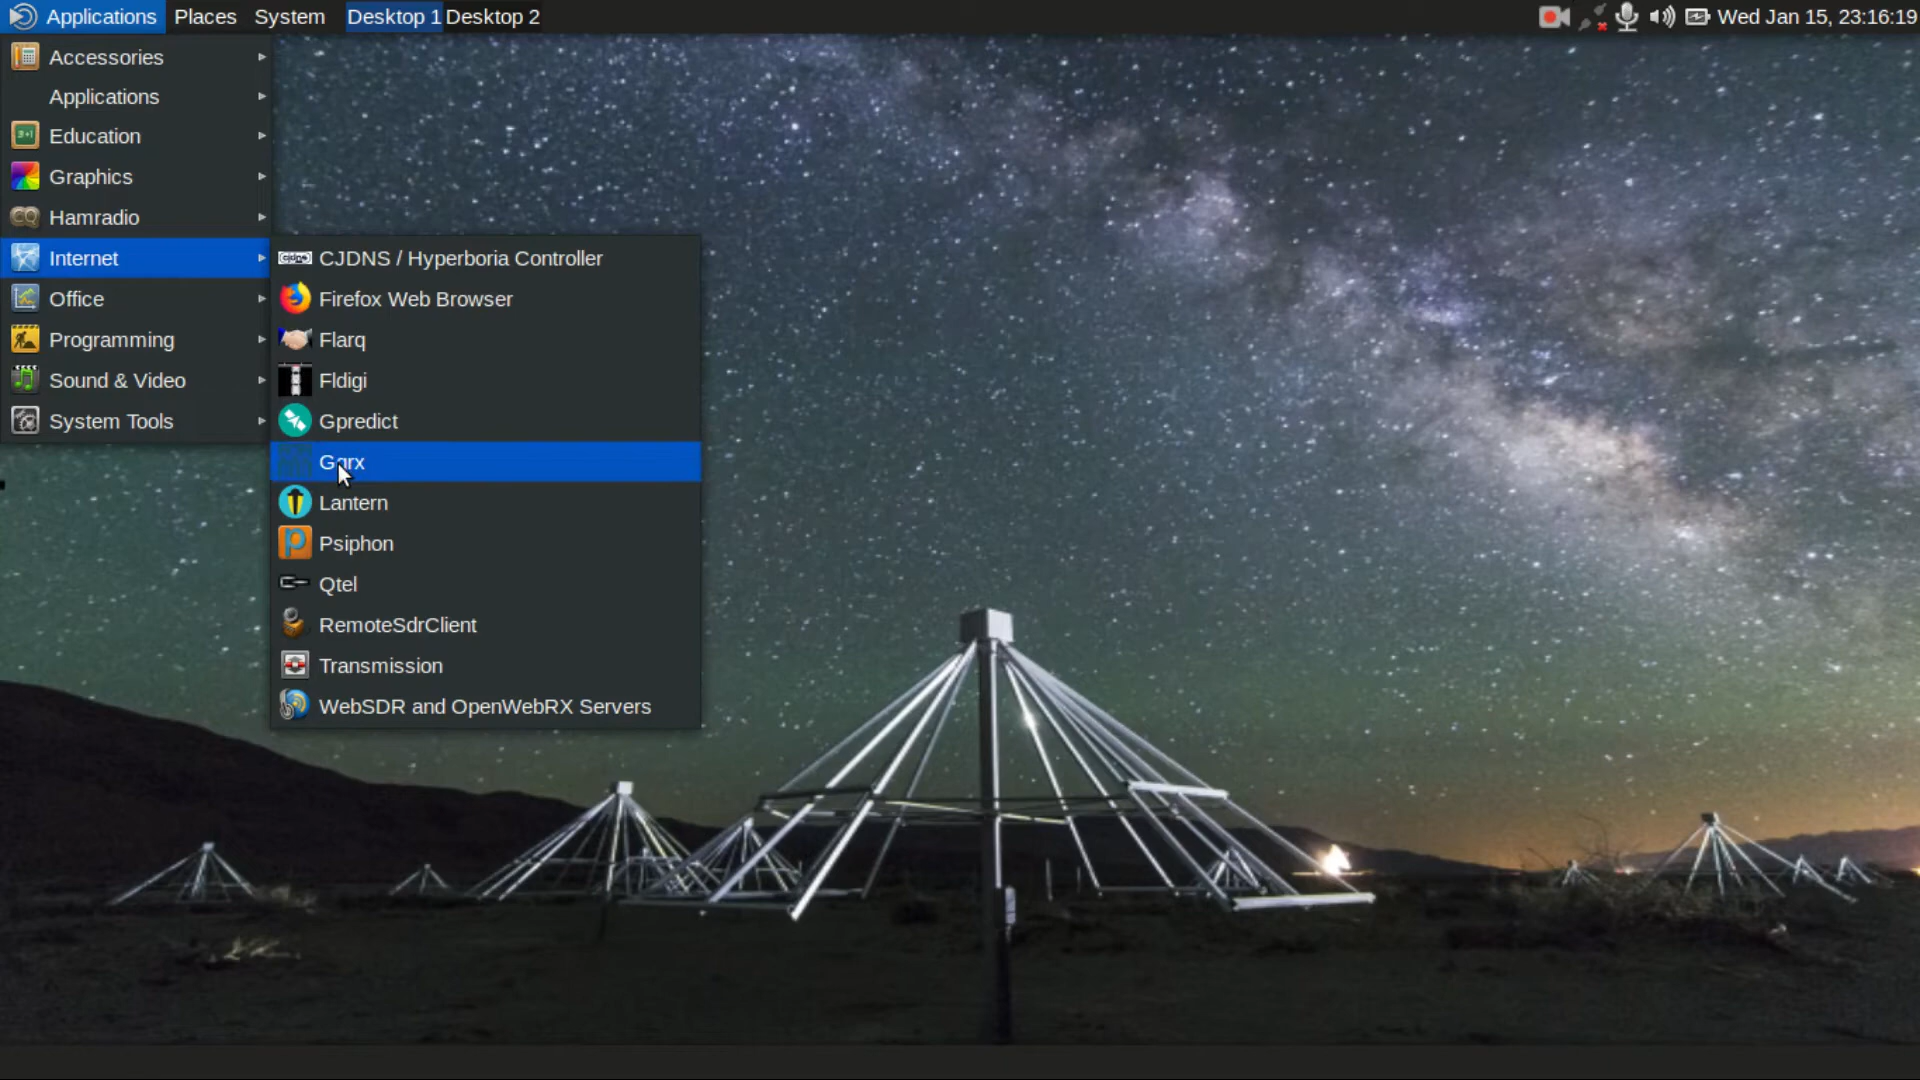 Applications Places System Desktop 1 Desktop 2 Wed Jan 15, 23:16:19
Accessories
Applications
Education
Graphics
Hamradio
Internet
Office
Programming
Sound & Video
System Tools
CJDNS / Hyperboria Controller
Firefox Web Browser
Flarq
Fldigi
Gpredict
Gqrx
Lantern
Psiphon
Qtel
RemoteSdrClient
Transmission
WebSDR and OpenWebRX Servers